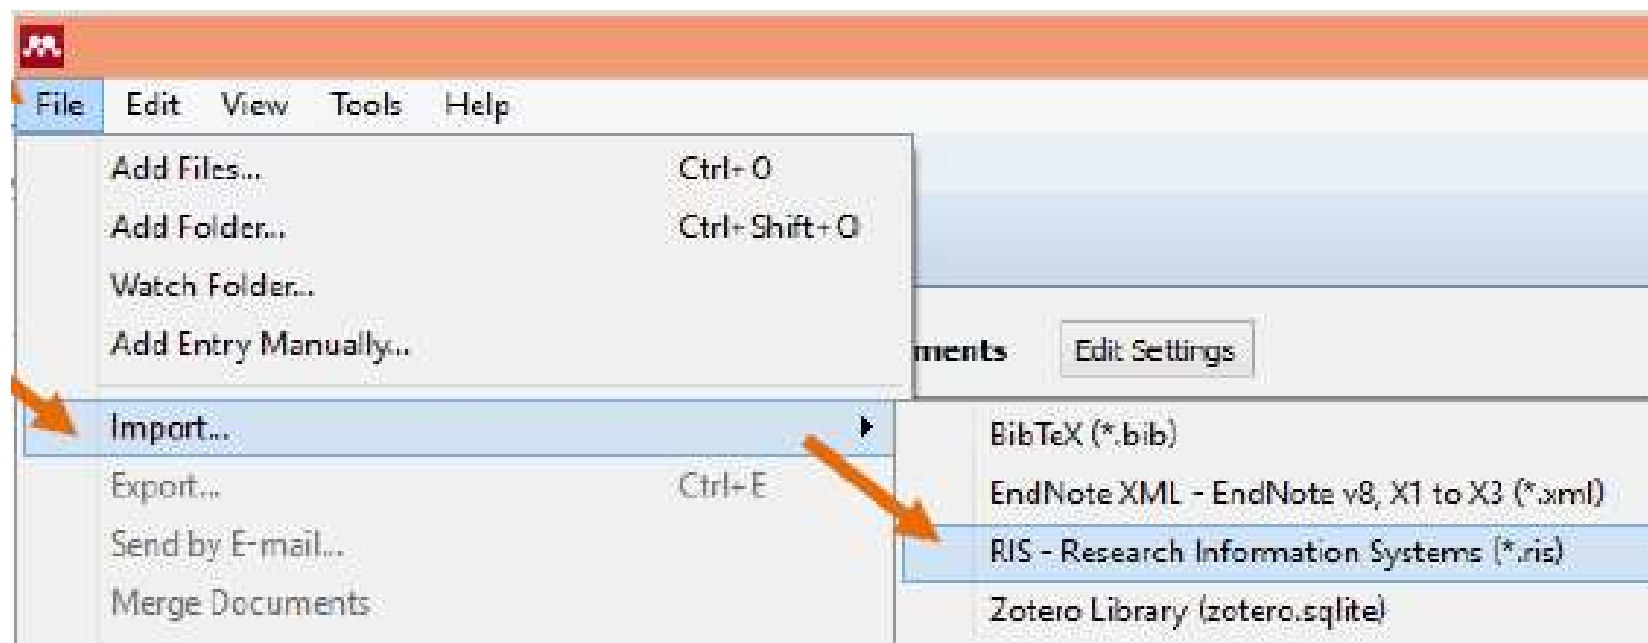 File Edit View Tools Help
Add Files... Ctrl+O
Add Folder... Ctrl+Shift+O
Watch Folder...
Add Entry Manually...
ments Edit Settings
Import...
BibTeX (*.bib)
Export... Ctrl+E
EndNote XML - EndNote v8, X1 to X3 (*.xml)
Send by E-mail...
RIS - Research Information Systems (*.ris)
Merge Documents
Zotero Library (zotero.sqlite)